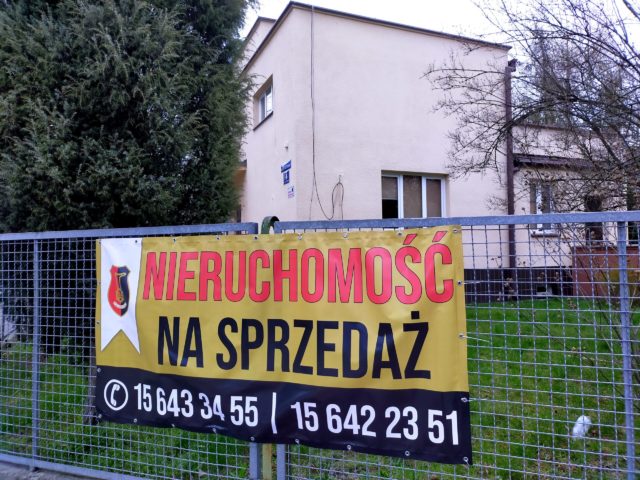 NIERUCHOMOŚĆ
NA SPRZEDAŻ
15 643 34 55 | 15 642 23 51